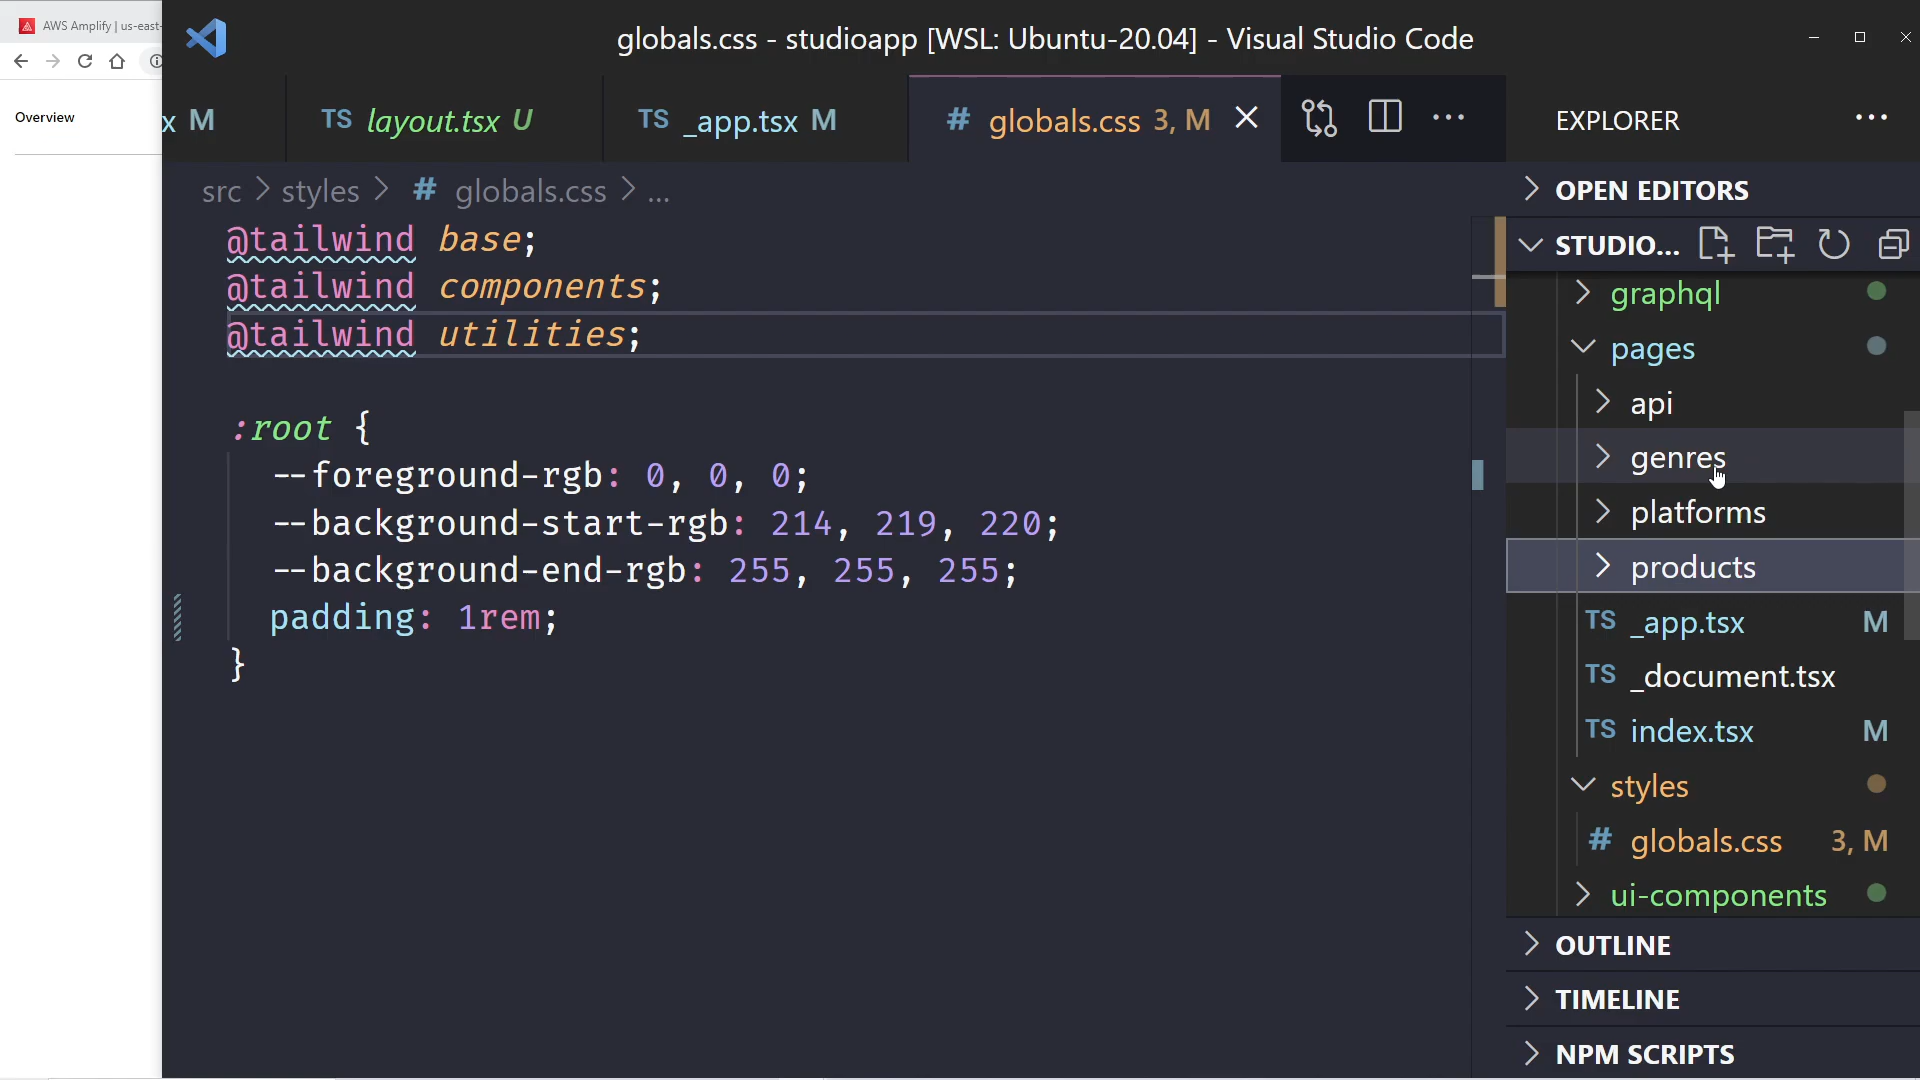 AWS Amplify | us-east-
globals.css - studioapp [WSL: Ubuntu-20.04] - Visual Studio Code
Overview
x M
TS layout.tsx U
TS _app.tsx M
# globals.css 3, M
src > styles > # globals.css > ...
@tailwind base;
@tailwind components;
@tailwind utilities;
:root {
--foreground-rgb: 0, 0, 0;
--background-start-rgb: 214, 219, 220;
--background-end-rgb: 255, 255, 255;
padding: 1rem;
}
EXPLORER
OPEN EDITORS
STUDIO...
graphql
pages
api
genres
platforms
products
TS _app.tsx M
TS _document.tsx
TS index.tsx M
styles
# globals.css 3, M
ui-components
OUTLINE
TIMELINE
NPM SCRIPTS